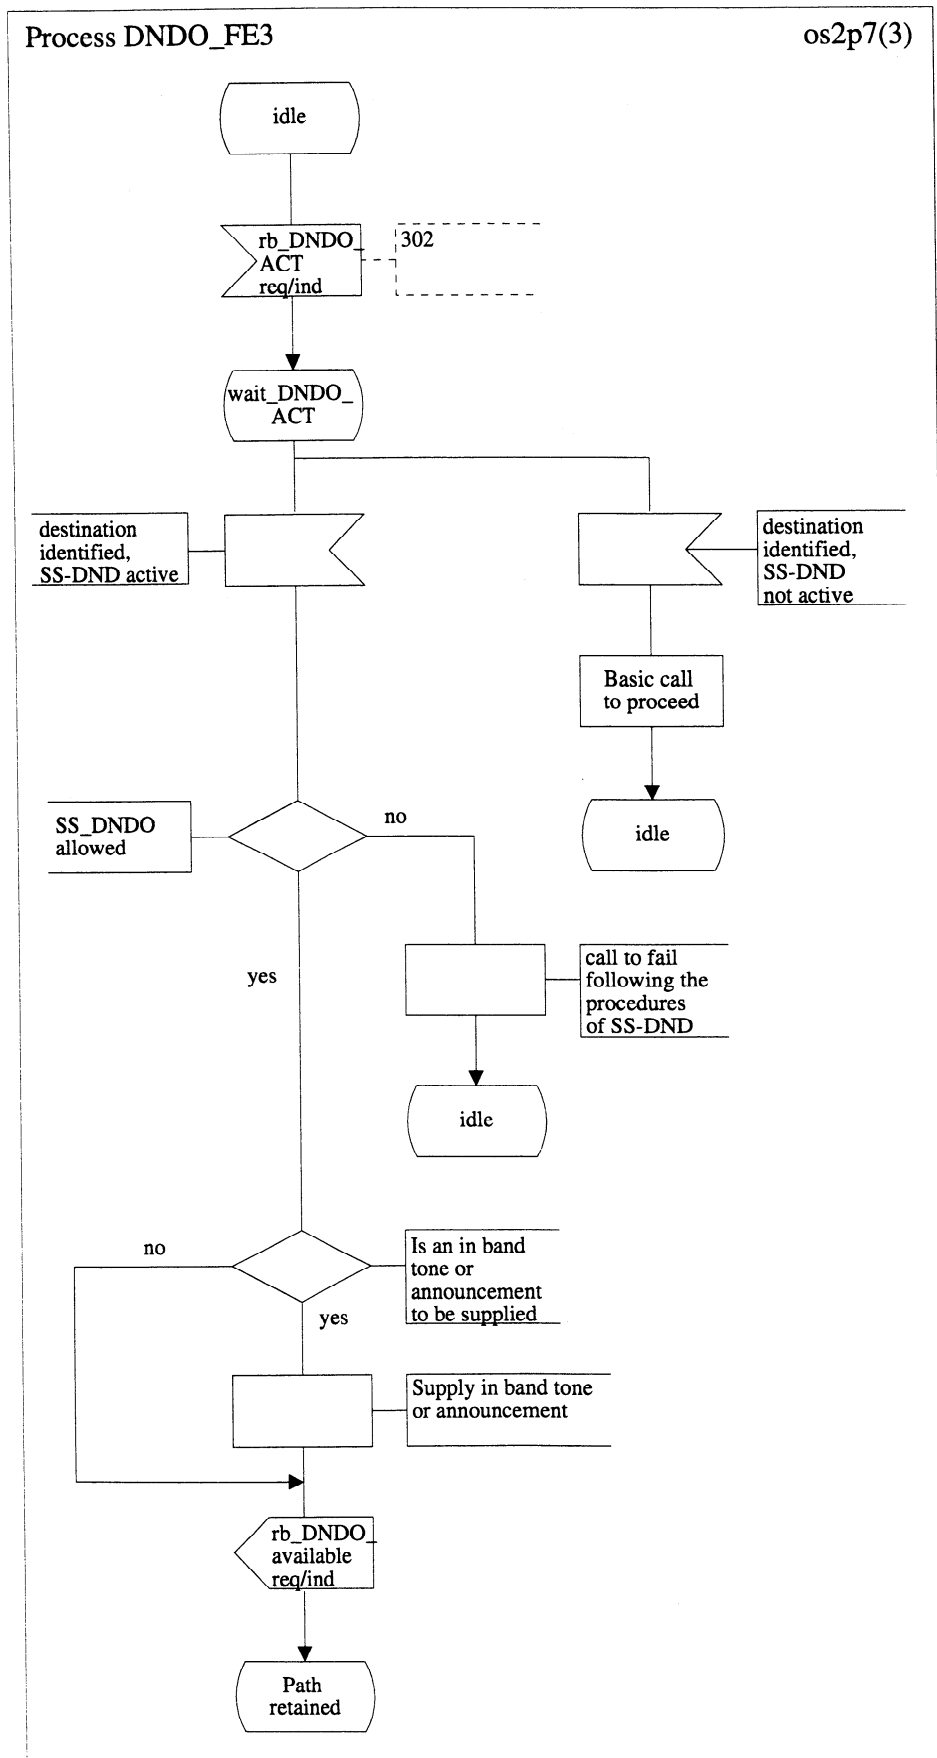 Process DNDO_FE3
os2p7(3)
idle
rb_DNDO_
ACT
req/ind
302
wait_DNDO_
ACT
destination
identified,
SS-DND active
destination
identified,
SS-DND
not active
Basic call
to proceed
idle
SS_DNDO
allowed
no
yes
call to fail
following the
procedures
of SS-DND
idle
no
Is an in band
tone or
announcement
to be supplied
yes
Supply in band tone
or announcement
rb_DNDO_
available
req/ind
Path
retained